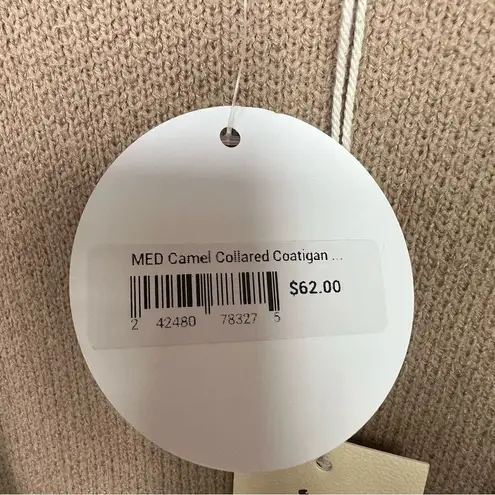 MED Camel Collared Coatigan ...
$62.00
2 42480 78327 5